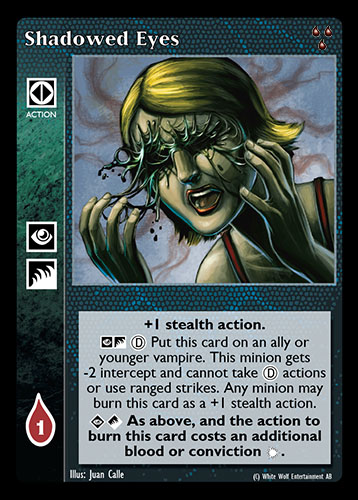 Shadowed Eyes
ACTION
+1 stealth action.
D Put this card on an ally or
younger vampire. This minion gets
-2 intercept and cannot take D actions
or use ranged strikes. Any minion may
burn this card as a +1 stealth action.
As above, and the action to
burn this card costs an additional
blood or conviction .
1
Illus: Juan Calle
(C) White Wolf Entertainment AB